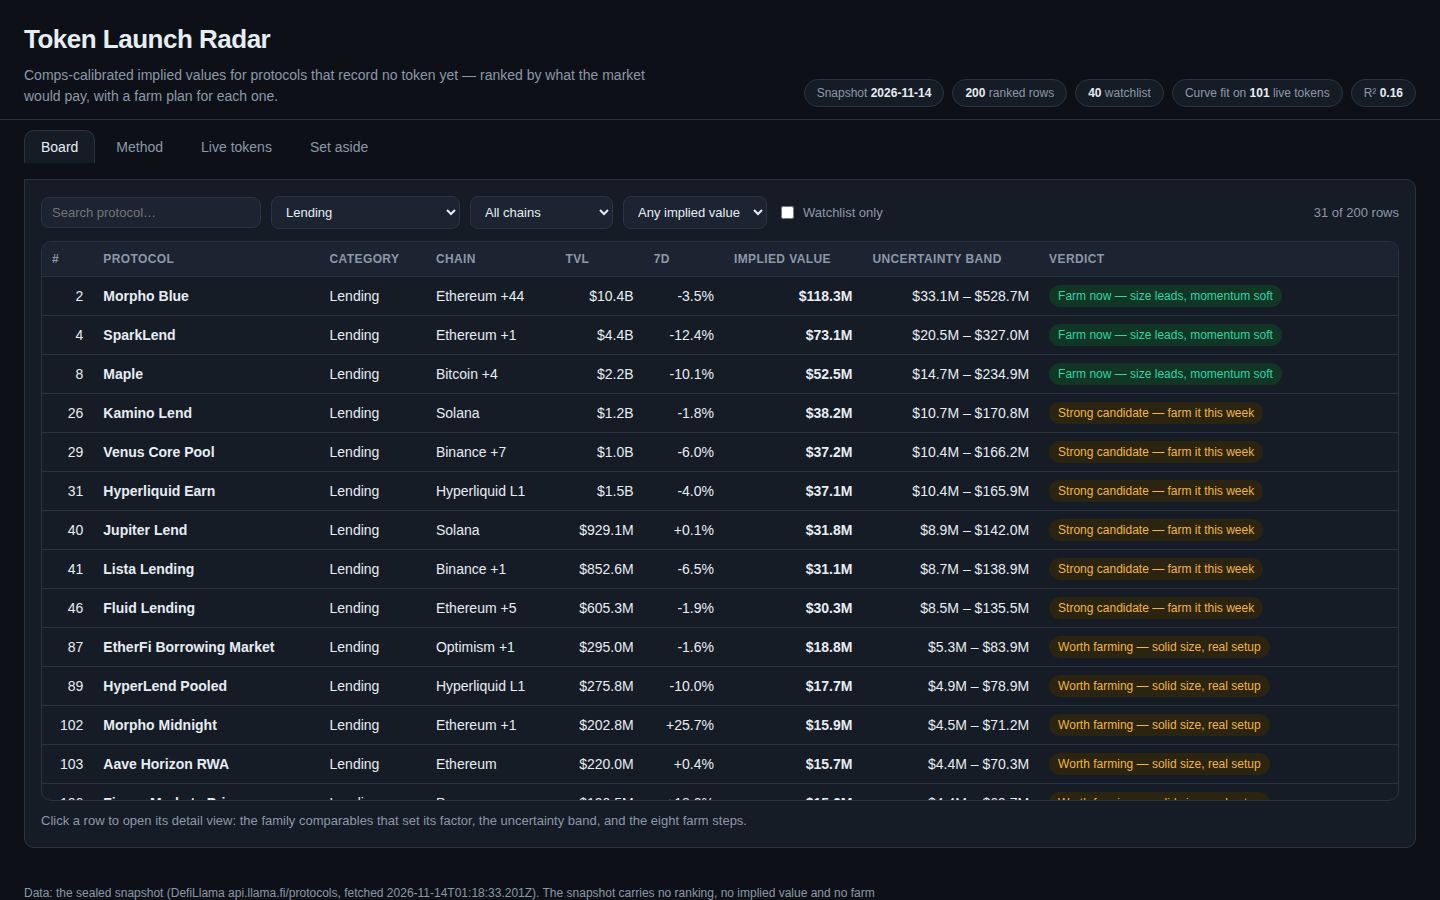 Token Launch Radar
Comps-calibrated implied values for protocols that record no token yet — ranked by what the market
would pay, with a farm plan for each one.
Snapshot 2026-11-14 200 ranked rows 40 watchlist Curve fit on 101 live tokens R² 0.16
Board Method Live tokens Set aside
Search protocol… Lending All chains Any implied value Watchlist only 31 of 200 rows
# PROTOCOL CATEGORY CHAIN TVL 7D IMPLIED VALUE UNCERTAINTY BAND VERDICT
2 Morpho Blue Lending Ethereum +44 $10.4B -3.5% $118.3M $33.1M – $528.7M Farm now — size leads, momentum soft
4 SparkLend Lending Ethereum +1 $4.4B -12.4% $73.1M $20.5M – $327.0M Farm now — size leads, momentum soft
8 Maple Lending Bitcoin +4 $2.2B -10.1% $52.5M $14.7M – $234.9M Farm now — size leads, momentum soft
26 Kamino Lend Lending Solana $1.2B -1.8% $38.2M $10.7M – $170.8M Strong candidate — farm it this week
29 Venus Core Pool Lending Binance +7 $1.0B -6.0% $37.2M $10.4M – $166.2M Strong candidate — farm it this week
31 Hyperliquid Earn Lending Hyperliquid L1 $1.5B -4.0% $37.1M $10.4M – $165.9M Strong candidate — farm it this week
40 Jupiter Lend Lending Solana $929.1M +0.1% $31.8M $8.9M – $142.0M Strong candidate — farm it this week
41 Lista Lending Lending Binance +1 $852.6M -6.5% $31.1M $8.7M – $138.9M Strong candidate — farm it this week
46 Fluid Lending Lending Ethereum +5 $605.3M -1.9% $30.3M $8.5M – $135.5M Strong candidate — farm it this week
87 EtherFi Borrowing Market Lending Optimism +1 $295.0M -1.6% $18.8M $5.3M – $83.9M Worth farming — solid size, real setup
89 HyperLend Pooled Lending Hyperliquid L1 $275.8M -10.0% $17.7M $4.9M – $78.9M Worth farming — solid size, real setup
102 Morpho Midnight Lending Ethereum +1 $202.8M +25.7% $15.9M $4.5M – $71.2M Worth farming — solid size, real setup
103 Aave Horizon RWA Lending Ethereum $220.0M +0.4% $15.7M $4.4M – $70.3M Worth farming — solid size, real setup
Click a row to open its detail view: the family comparables that set its factor, the uncertainty band, and the eight farm steps.
Data: the sealed snapshot (DefiLlama api.llama.fi/protocols, fetched 2026-11-14T01:18:33.201Z). The snapshot carries no ranking, no implied value and no farm